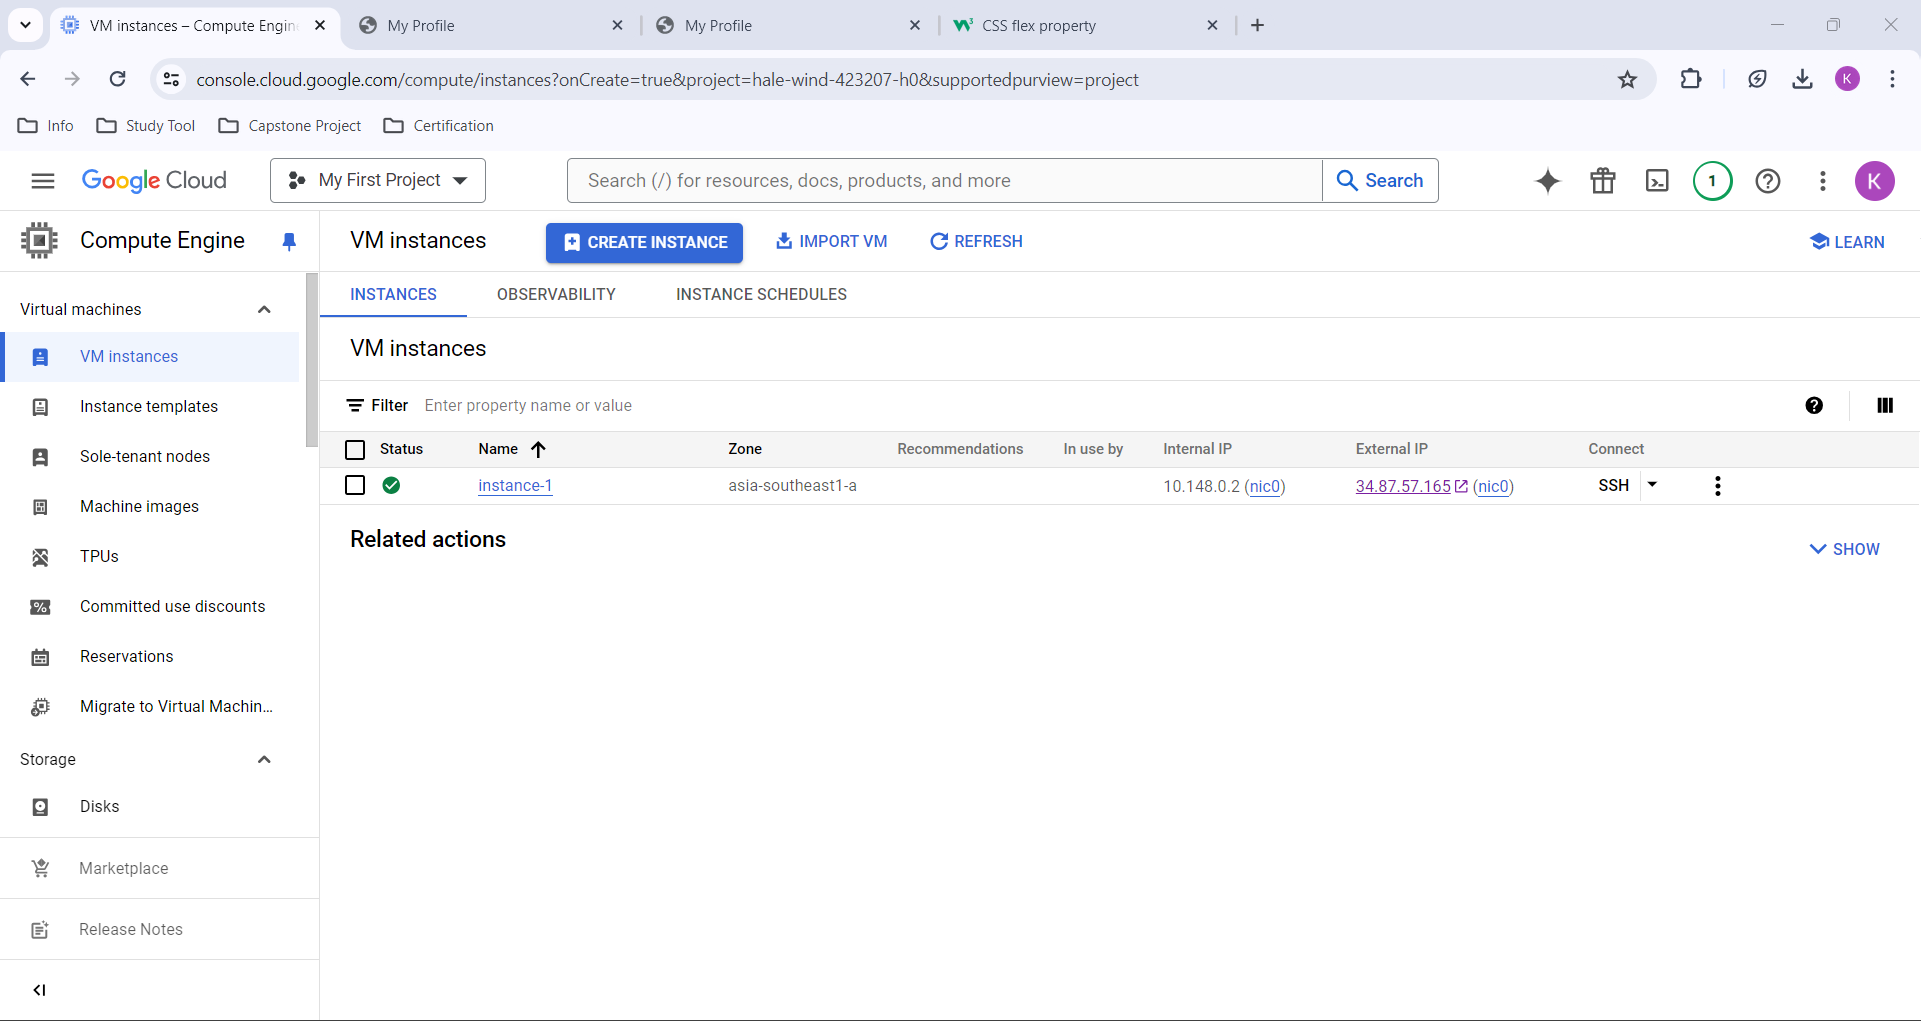 VM instances – Compute Engin
My Profile
My Profile
CSS flex property
console.cloud.google.com/compute/instances?onCreate=true&project=hale-wind-423207-h0&supportedpurview=project
K
Info
Study Tool
Capstone Project
Certification
Google Cloud
My First Project
Search (/) for resources, docs, products, and more
Search
1
K
Compute Engine
VM instances
CREATE INSTANCE
IMPORT VM
REFRESH
LEARN
INSTANCES
OBSERVABILITY
INSTANCE SCHEDULES
Virtual machines
VM instances
Instance templates
Sole-tenant nodes
Machine images
TPUs
Committed use discounts
Reservations
Migrate to Virtual Machin...
Storage
Disks
Marketplace
Release Notes
VM instances
Filter Enter property name or value
Status Name Zone Recommendations In use by Internal IP External IP Connect
instance-1 asia-southeast1-a 10.148.0.2 (nic0) 34.87.57.165 (nic0) SSH
Related actions
SHOW